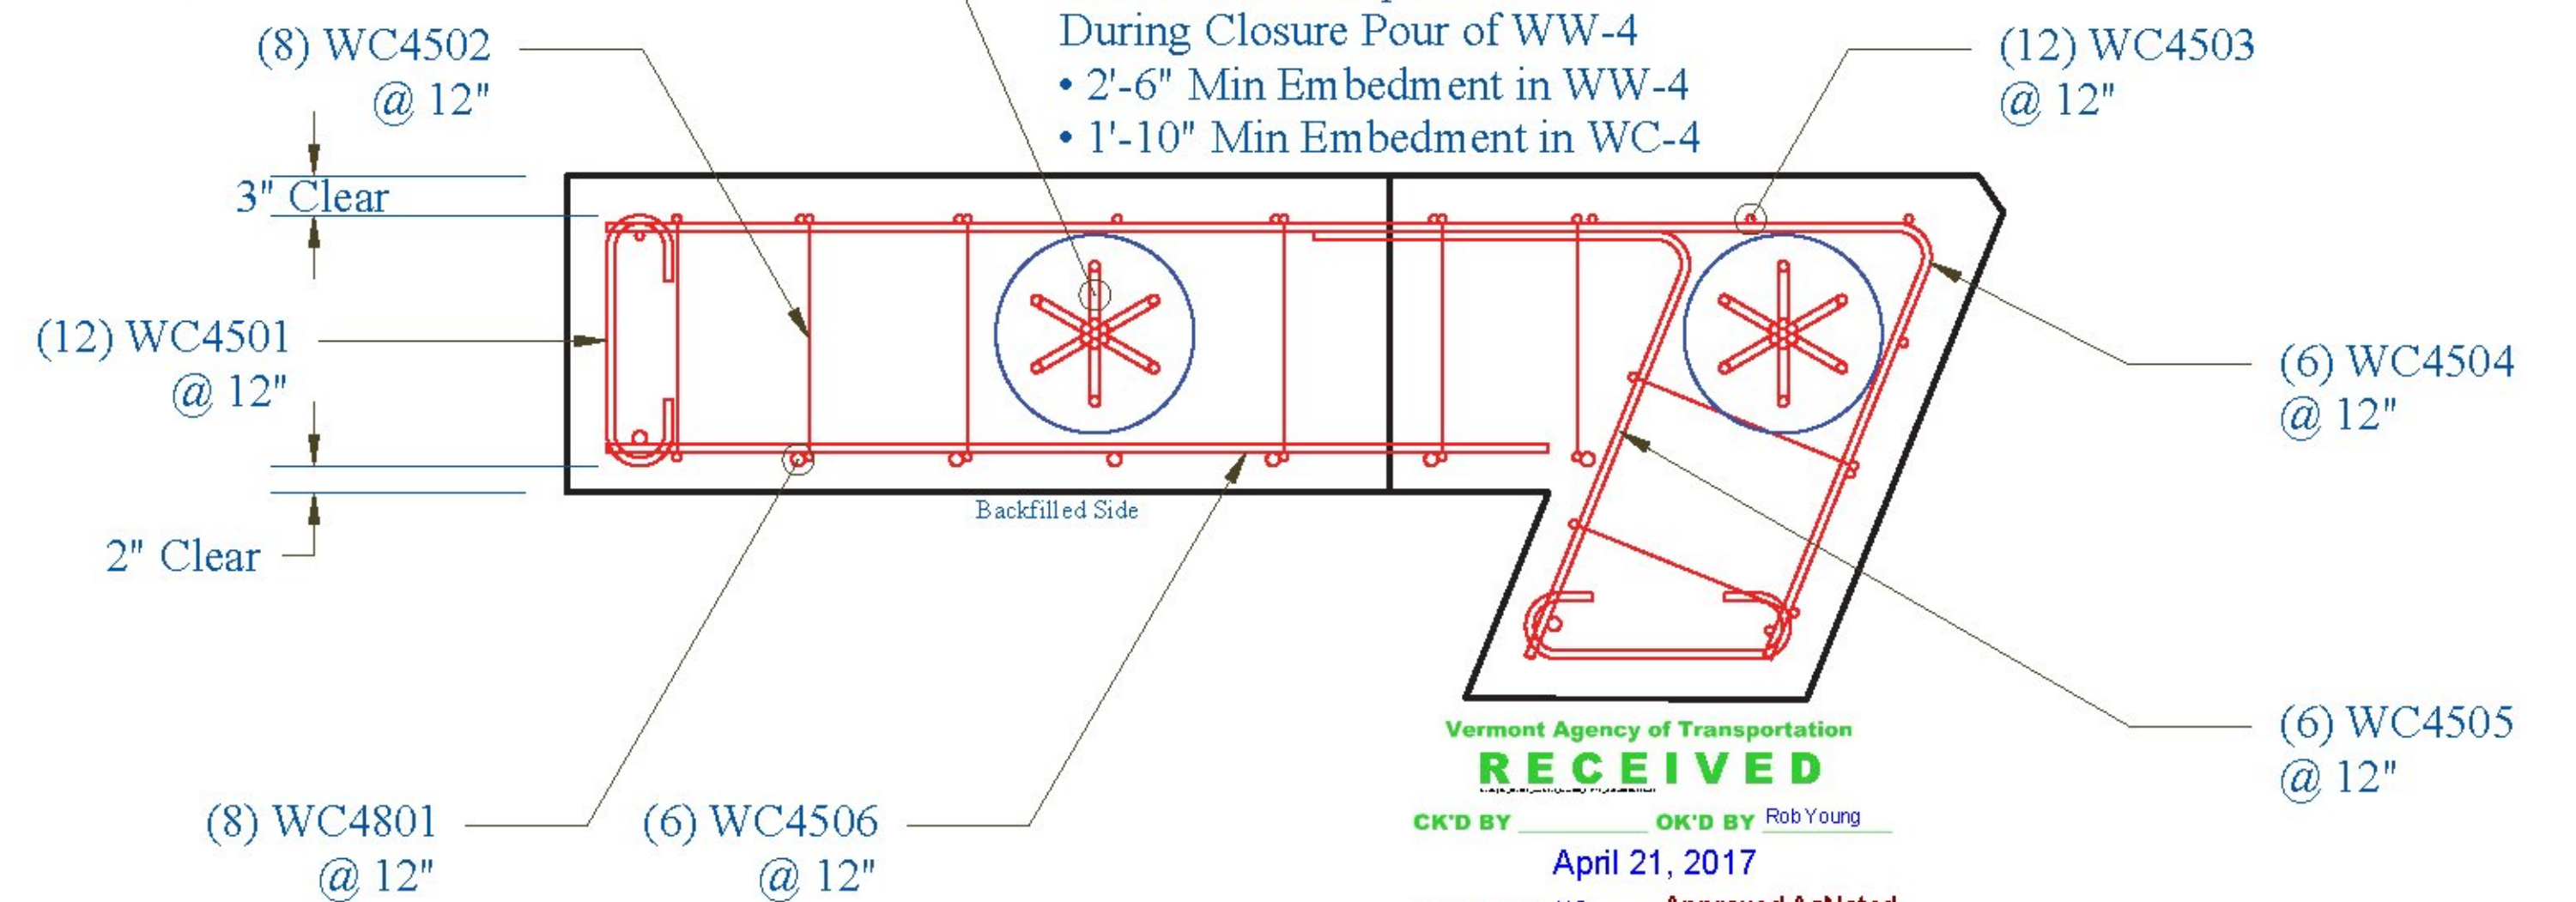 During Closure Pour of WW-4
• 2'-6" Min Embedment in WW-4
• 1'-10" Min Embedment in WC-4
(8) WC4502
@ 12"
(12) WC4503
@ 12"
3" Clear
(12) WC4501
@ 12"
(6) WC4504
@ 12"
Backfilled Side
2" Clear
(6) WC4505
@ 12"
(8) WC4801
@ 12"
(6) WC4506
@ 12"
Vermont Agency of Transportation
RECEIVED
CK'D BY OK'D BY Rob Young
April 21, 2017
Approved AsNoted